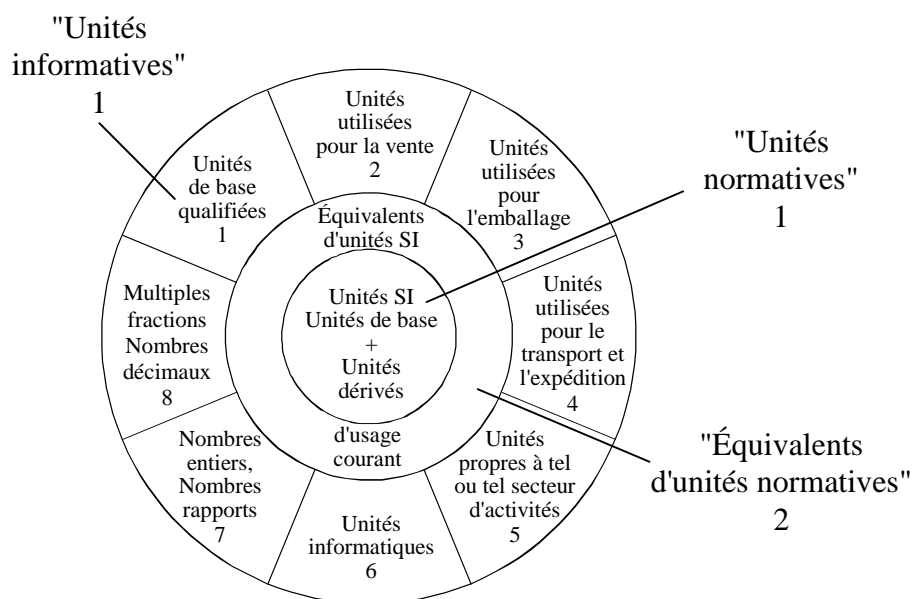 "Unités
informatives"
1
Unités
utilisées
pour la vente
2
Unités
de base
qualifiées
1
Unités
utilisées
pour
l'emballage
3
"Unités
normatives"
1
Équivalents
d'unités SI
Unités SI
Unités de base
+
Unités
dérivés
Multiples
fractions
Nombres
décimaux
8
Unités
utilisées
pour le
transport et
l'expédition
4
d'usage
courant
Nombres
entiers,
Nombres
rapports
7
Unités
informatiques
6
Unités
propres à tel
ou tel secteur
d'activités
5
"Équivalents
d'unités normatives"
2